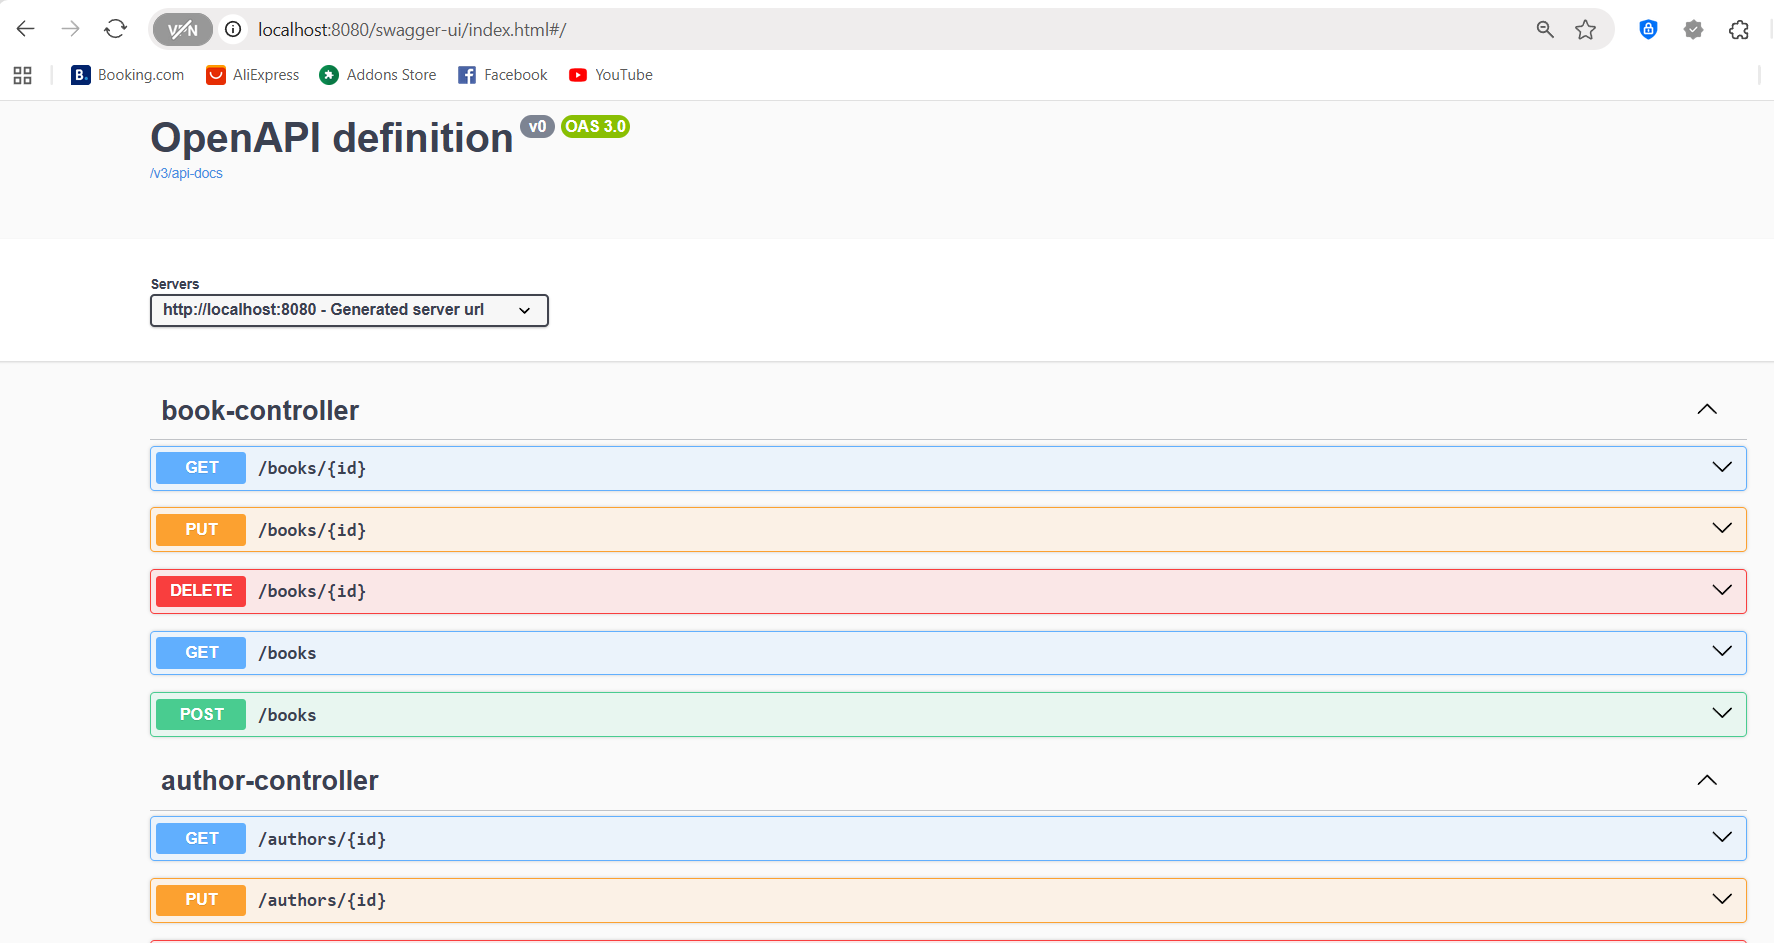 VPN
localhost:8080/swagger-ui/index.html#/
B. Booking.com AliExpress Addons Store Facebook YouTube
OpenAPI definition v0 OAS 3.0
/v3/api-docs
Servers
http://localhost:8080 - Generated server url
book-controller
GET /books/{id}
PUT /books/{id}
DELETE /books/{id}
GET /books
POST /books
author-controller
GET /authors/{id}
PUT /authors/{id}